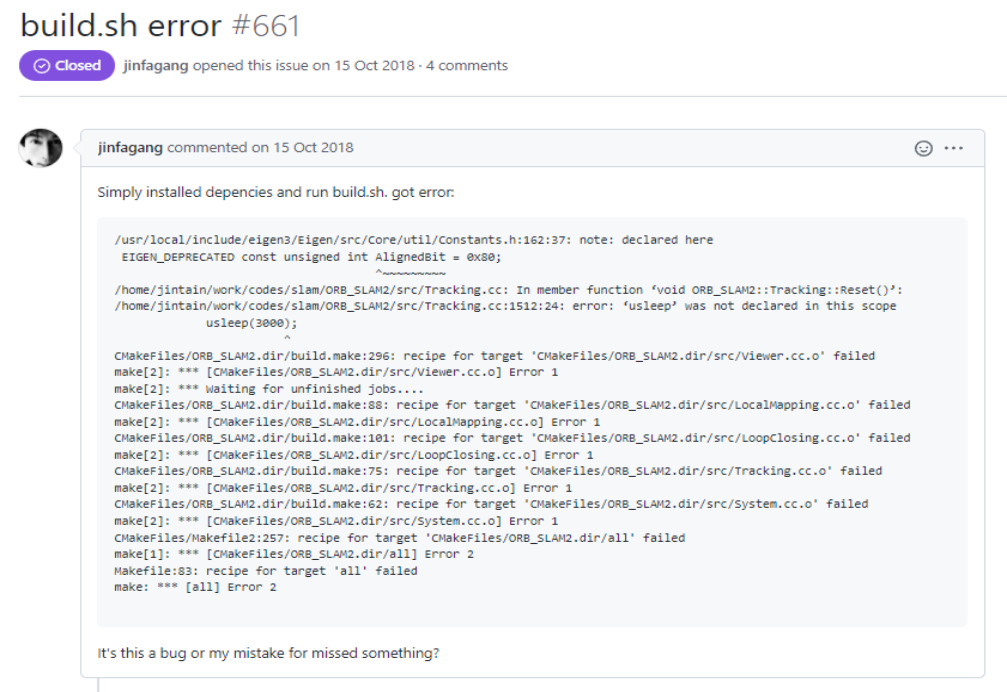 build.sh error #661
Closed jinfagang opened this issue on 15 Oct 2018 · 4 comments
jinfagang commented on 15 Oct 2018
Simply installed depencies and run build.sh. got error:
/usr/local/include/eigen3/Eigen/src/Core/util/Constants.h:162:37: note: declared here
EIGEN_DEPRECATED const unsigned int AlignedBit = 0x80;
^~~~~~~~~~
/home/jintain/work/codes/slam/ORB_SLAM2/src/Tracking.cc: In member function ‘void ORB_SLAM2::Tracking::Reset()’:
/home/jintain/work/codes/slam/ORB_SLAM2/src/Tracking.cc:1512:24: error: ‘usleep’ was not declared in this scope
usleep(3000);
^
CMakeFiles/ORB_SLAM2.dir/build.make:296: recipe for target 'CMakeFiles/ORB_SLAM2.dir/src/Viewer.cc.o' failed
make[2]: *** [CMakeFiles/ORB_SLAM2.dir/src/Viewer.cc.o] Error 1
make[2]: *** Waiting for unfinished jobs....
CMakeFiles/ORB_SLAM2.dir/build.make:88: recipe for target 'CMakeFiles/ORB_SLAM2.dir/src/LocalMapping.cc.o' failed
make[2]: *** [CMakeFiles/ORB_SLAM2.dir/src/LocalMapping.cc.o] Error 1
CMakeFiles/ORB_SLAM2.dir/build.make:101: recipe for target 'CMakeFiles/ORB_SLAM2.dir/src/LoopClosing.cc.o' failed
make[2]: *** [CMakeFiles/ORB_SLAM2.dir/src/LoopClosing.cc.o] Error 1
CMakeFiles/ORB_SLAM2.dir/build.make:75: recipe for target 'CMakeFiles/ORB_SLAM2.dir/src/Tracking.cc.o' failed
make[2]: *** [CMakeFiles/ORB_SLAM2.dir/src/Tracking.cc.o] Error 1
CMakeFiles/ORB_SLAM2.dir/build.make:62: recipe for target 'CMakeFiles/ORB_SLAM2.dir/src/System.cc.o' failed
make[2]: *** [CMakeFiles/ORB_SLAM2.dir/src/System.cc.o] Error 1
CMakeFiles/Makefile2:257: recipe for target 'CMakeFiles/ORB_SLAM2.dir/all' failed
make[1]: *** [CMakeFiles/ORB_SLAM2.dir/all] Error 2
Makefile:83: recipe for target 'all' failed
make: *** [all] Error 2
It's this a bug or my mistake for missed something?